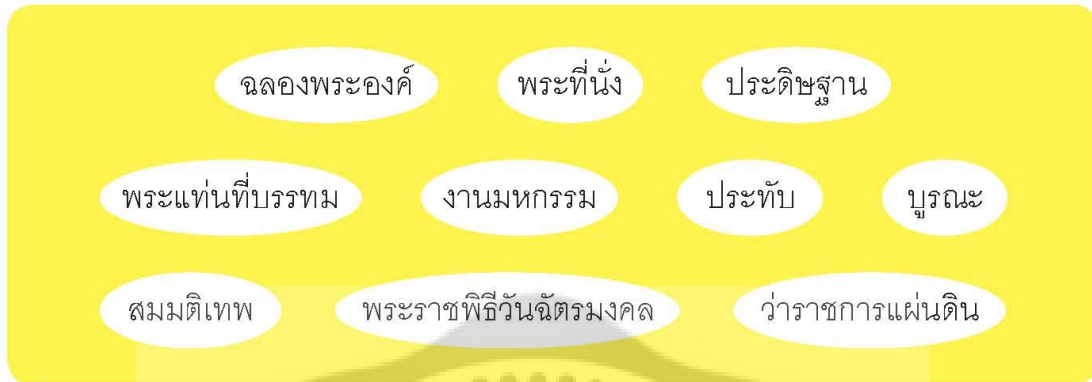 ฉลองพระองค์ พระที่นั่ง ประดิษฐาน
พระแท่นที่บรรทม งานมหกรรม ประทับ บูรณะ
สมมติเทพ พระราชพิธีวันฉัตรมงคล ว่าราชการแผ่นดิน